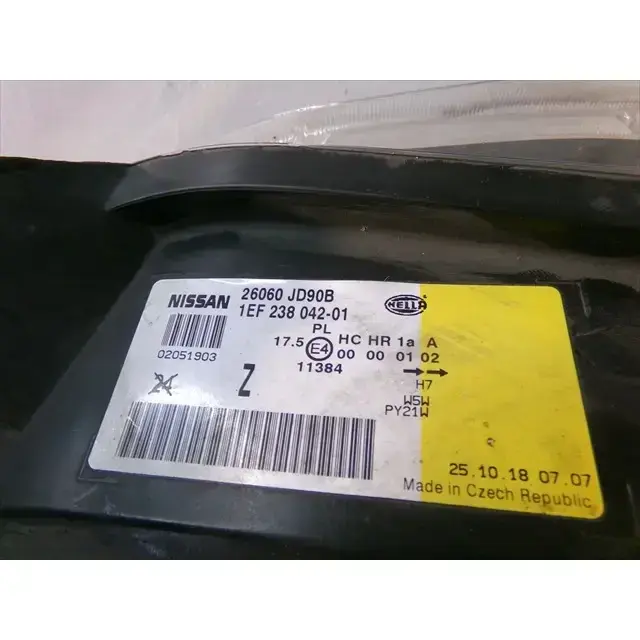 NISSAN 26060 JD90B
1EF 238 042-01
HELLA
PL
17.5 E4 HC HR 1a A
00 00 01 02
11384
02051903
24
Z
H7
W5W
PY21W
25.10.18 07.07
Made in Czech Republic